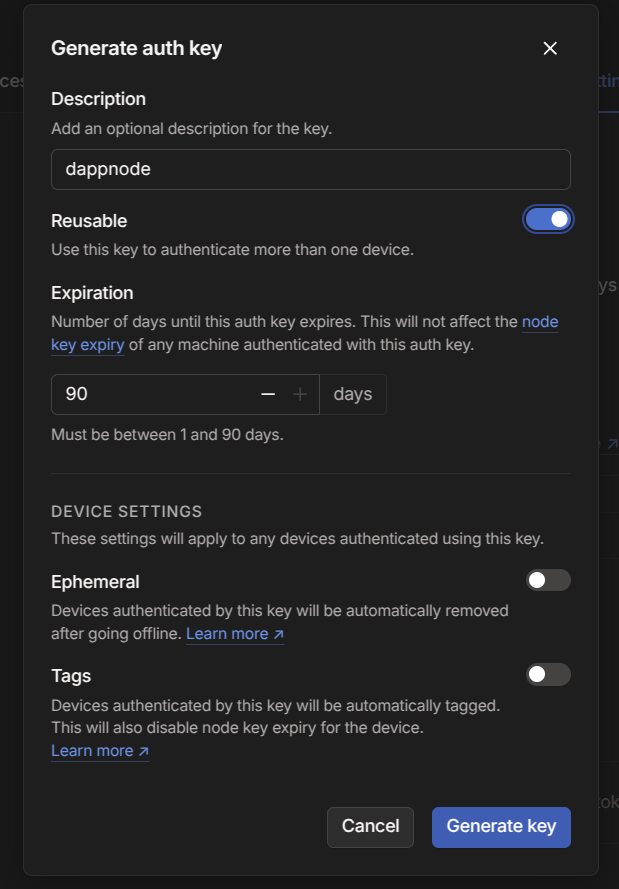 Generate auth key
Description
Add an optional description for the key.
dappnode
Reusable
Use this key to authenticate more than one device.
Expiration
Number of days until this auth key expires. This will not affect the node
key expiry of any machine authenticated with this auth key.
90 days
Must be between 1 and 90 days.
DEVICE SETTINGS
These settings will apply to any devices authenticated using this key.
Ephemeral
Devices authenticated by this key will be automatically removed
after going offline. Learn more ↗
Tags
Devices authenticated by this key will be automatically tagged.
This will also disable node key expiry for the device.
Learn more ↗
Cancel Generate key